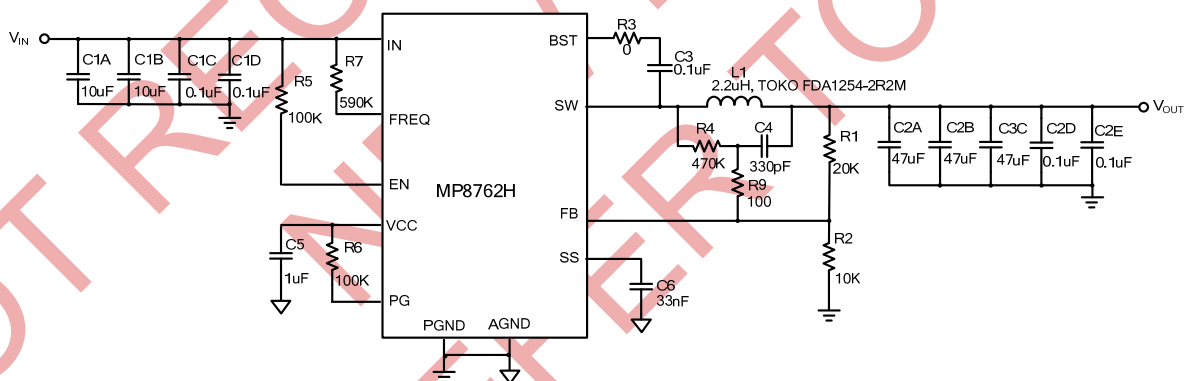 VIN
C1A
10uF
C1B
10uF
C1C
0.1uF
C1D
0.1uF
R5
100K
R7
590K
IN
FREQ
EN
VCC
PG
C5
1uF
R6
100K
MP8762H
PGND
AGND
BST
SW
FB
SS
R3
0
C3
0.1uF
L1
2.2uH, TOKO FDA1254-2R2M
R4
470K
C4
330pF
R9
100
R1
20K
R2
10K
C6
33nF
C2A
47uF
C2B
47uF
C3C
47uF
C2D
0.1uF
C2E
0.1uF
VOUT